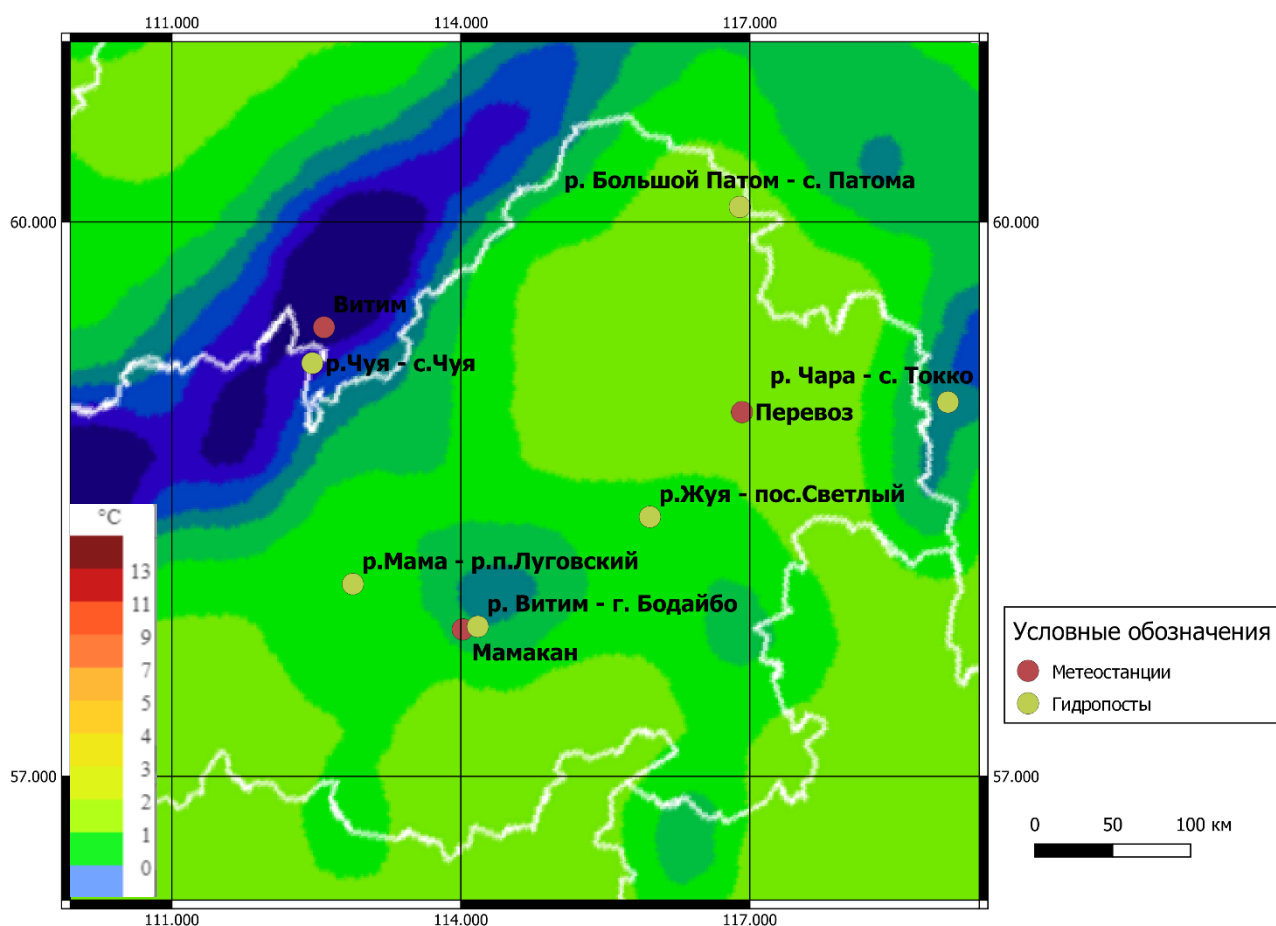 111.000 114.000 117.000
р. Большой Патом - с. Патома
60.000 60.000
Витим
р.Чуя - с.Чуя
р. Чара - с. Токко
Перевоз
р.Жуя - пос.Светлый
°C
13
11
9
7
5
4
3
2
1
0
р.Мама - р.п.Луговский
р. Витим - г. Бодайбо
Мамакан
Условные обозначения
Метеостанции
Гидропосты
57.000 57.000
0 50 100 км
111.000 114.000 117.000